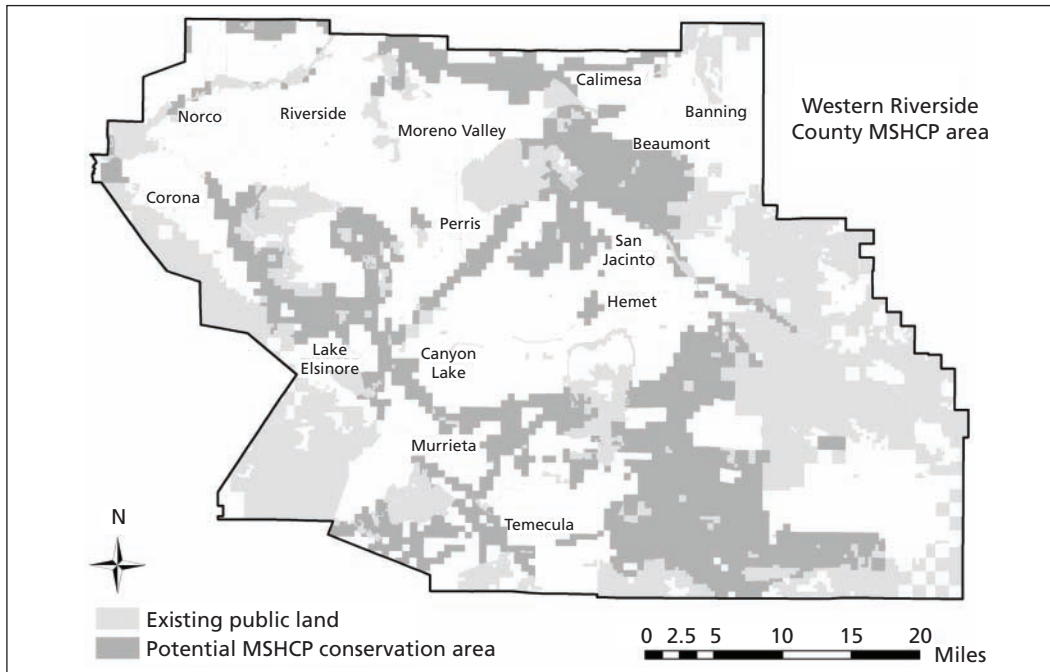 Calimesa
Norco
Riverside
Banning
Western Riverside
County MSHCP area
Moreno Valley
Beaumont
Corona
Perris
San
Jacinto
Hemet
Lake
Elsinore
Canyon
Lake
Murrieta
Temecula
N
Existing public land
Potential MSHCP conservation area
0 2.5 5 10 15 20
Miles